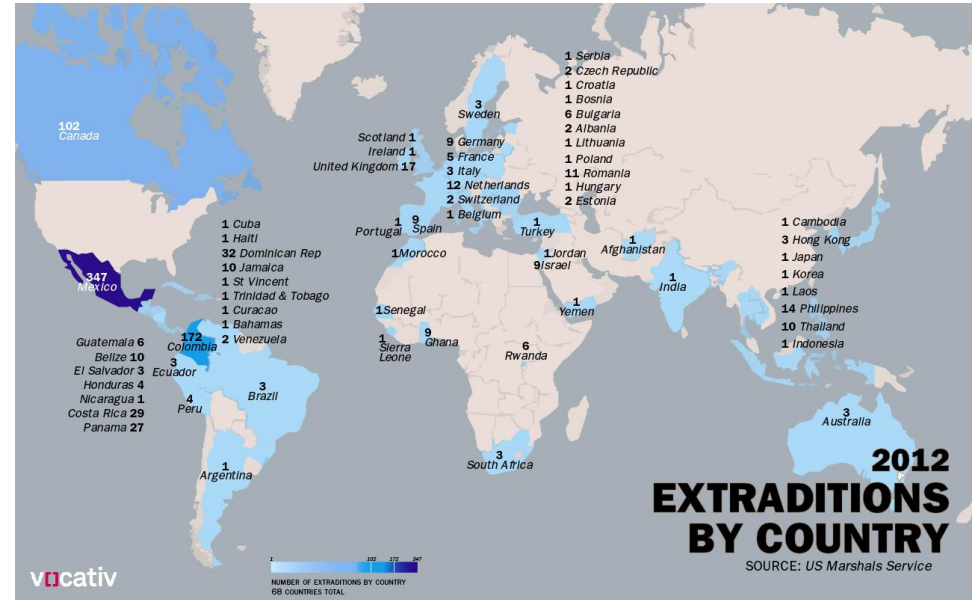 102
Canada
347
Mexico
1 Cuba
1 Haiti
32 Dominican Rep
10 Jamaica
1 St Vincent
1 Trinidad & Tobago
1 Curacao
1 Bahamas
2 Venezuela
172
Colombia
Guatemala 6
Belize 10
El Salvador 3
Honduras 4
Nicaragua 1
Costa Rica 29
Panama 27
3
Ecuador
4
Peru
3
Brazil
1
Argentina
Scotland 1
Ireland 1
United Kingdom 17
3
Sweden
9 Germany
5 France
3 Italy
12 Netherlands
2 Switzerland
1 Belgium
1
Portugal
9
Spain
1 Serbia
2 Czech Republic
1 Croatia
1 Bosnia
6 Bulgaria
2 Albania
1 Lithuania
1 Poland
11 Romania
1 Hungary
2 Estonia
1
Turkey
1Morocco
1Jordan
9Israel
1
Afghanistan
1
India
1
Yemen
1Senegal
1
Sierra
Leone
9
Ghana
6
Rwanda
3
South Africa
1 Cambodia
3 Hong Kong
1 Japan
1 Korea
1 Laos
14 Philippines
10 Thailand
1 Indonesia
3
Australia
2012
EXTRADITIONS
BY COUNTRY
SOURCE: US Marshals Service
vocativ
1 102 172 347
NUMBER OF EXTRADITIONS BY COUNTRY
68 COUNTRIES TOTAL